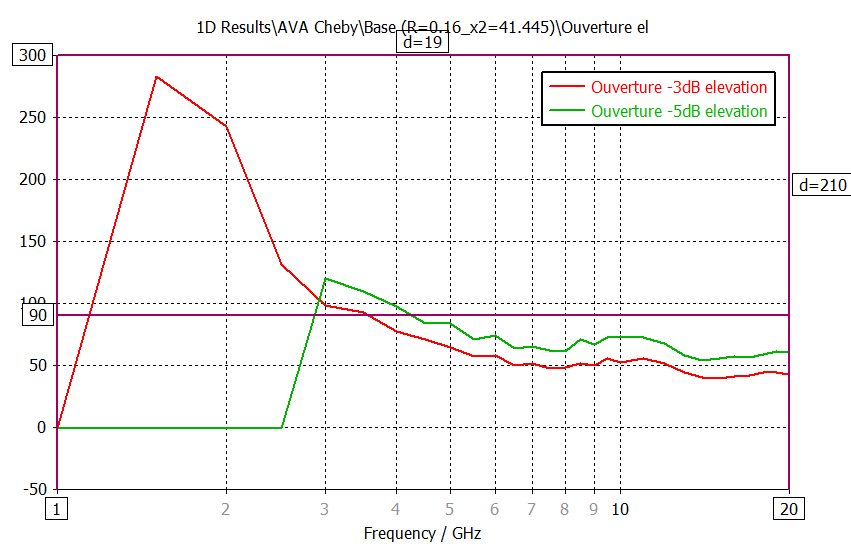 1D Results\AVA Cheby\Base (R=0.16_x2=41.445)\Ouverture el
d=19
300
Ouverture -3dB elevation
Ouverture -5dB elevation
250
200
d=210
150
100
90
50
0
-50
1 2 3 4 5 6 7 8 9 10 20
Frequency / GHz